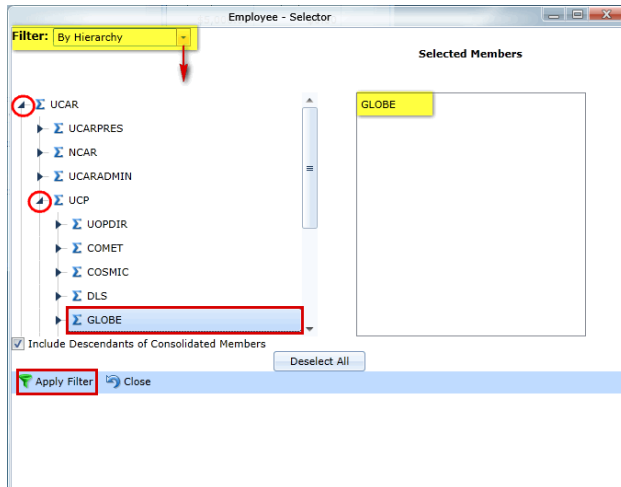 Employee - Selector
Filter: By Hierarchy
Selected Members
Σ UCAR
Σ UCARPRES
Σ NCAR
Σ UCARADMIN
Σ UCP
Σ UOPDIR
Σ COMET
Σ COSMIC
Σ DLS
Σ GLOBE
GLOBE
Include Descendants of Consolidated Members
Deselect All
Apply Filter Close